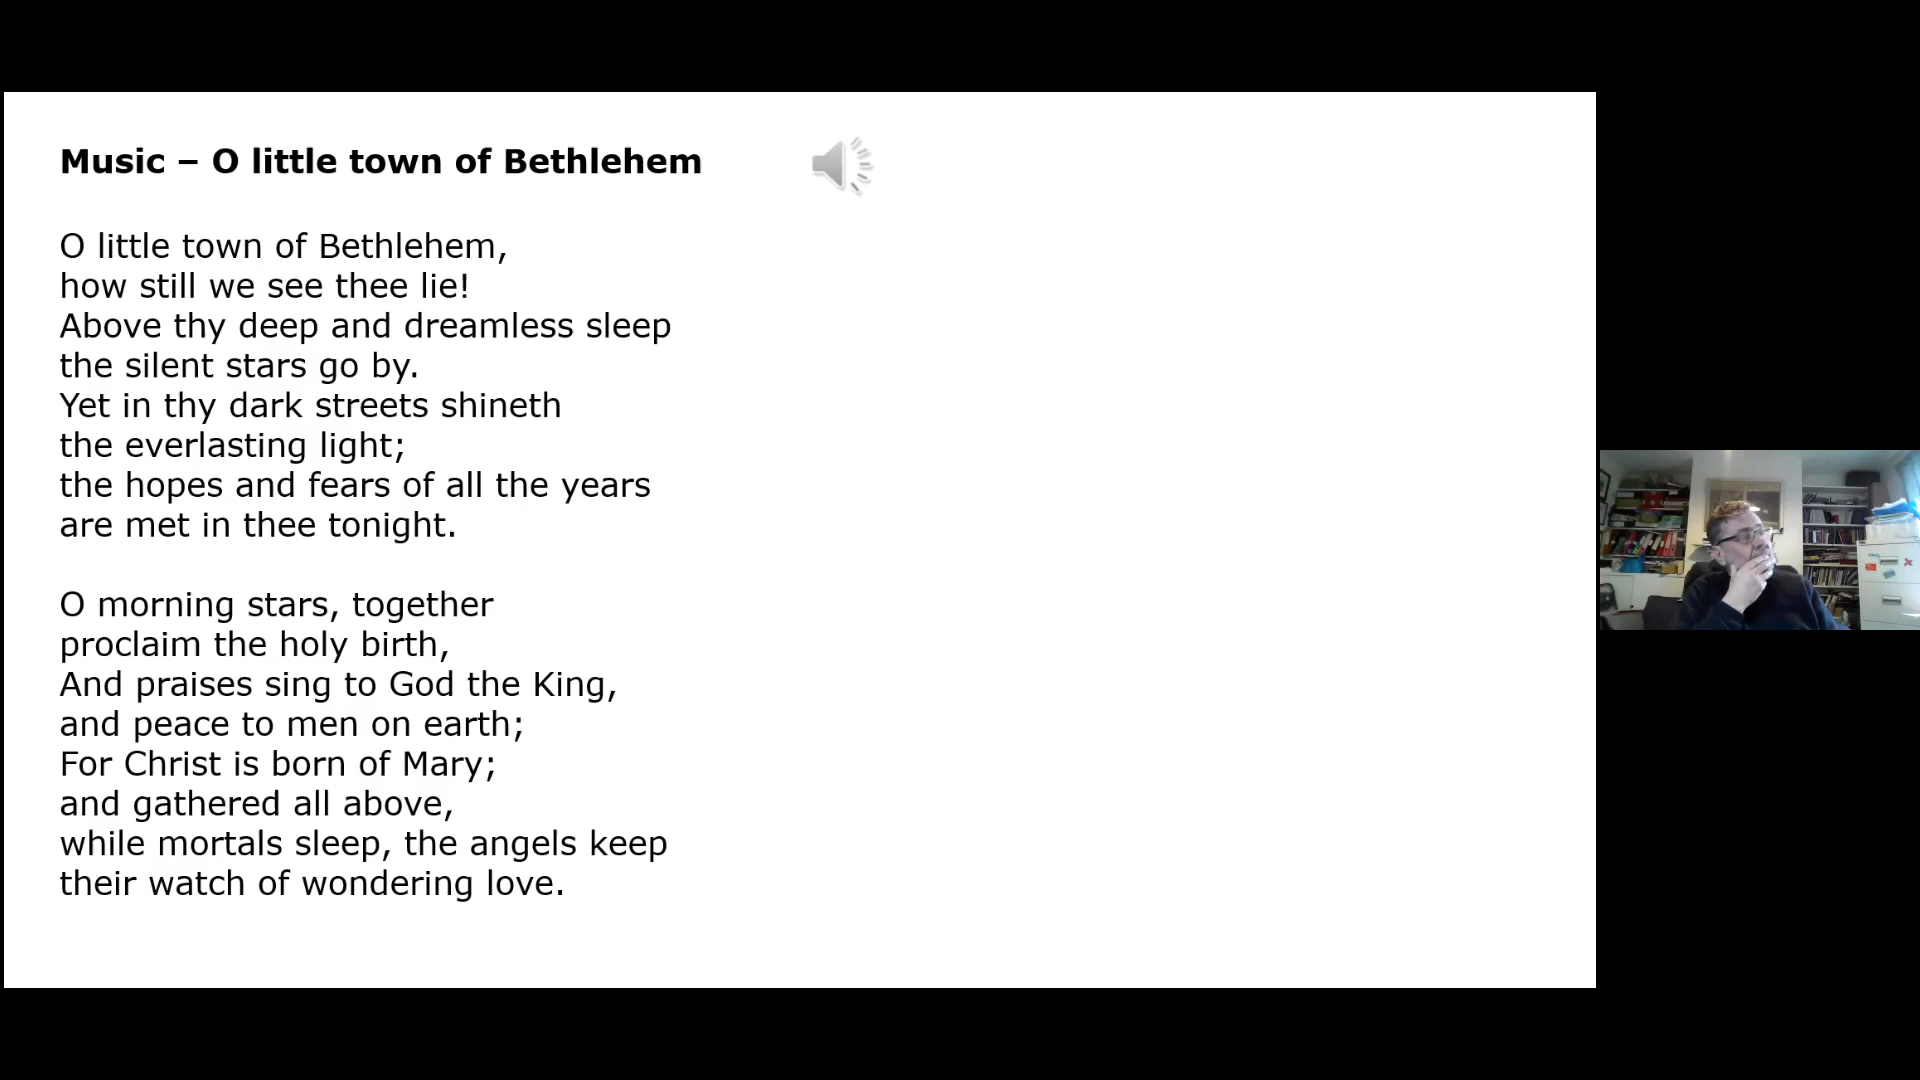 Music – O little town of Bethlehem
O little town of Bethlehem,
how still we see thee lie!
Above thy deep and dreamless sleep
the silent stars go by.
Yet in thy dark streets shineth
the everlasting light;
the hopes and fears of all the years
are met in thee tonight.
O morning stars, together
proclaim the holy birth,
And praises sing to God the King,
and peace to men on earth;
For Christ is born of Mary;
and gathered all above,
while mortals sleep, the angels keep
their watch of wondering love.